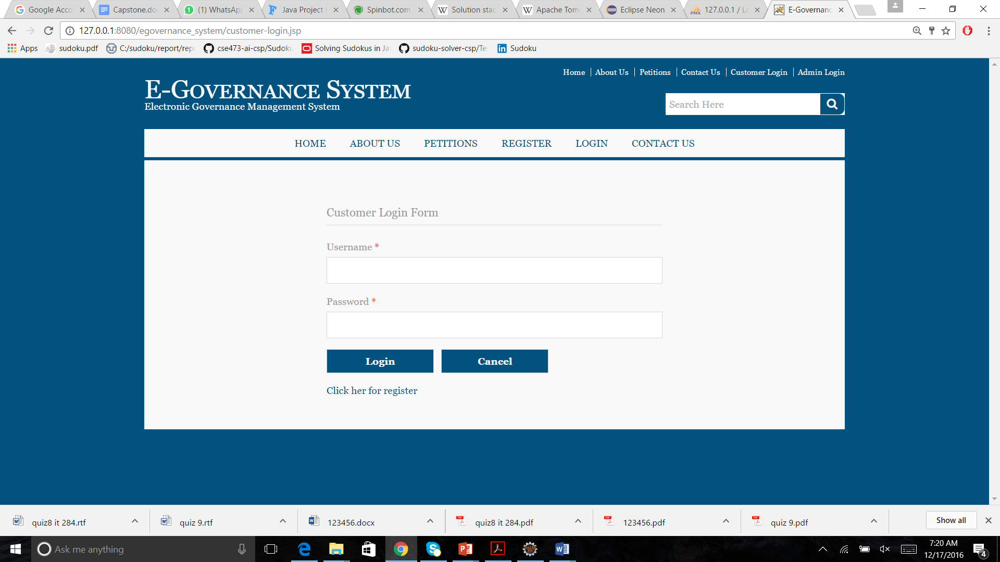 Google Acco
Capstone.do
(1) WhatsAp
Java Project
Spinbot.com
Solution stac
Apache Tom
Eclipse Neon
127.0.0.1 / Lo
E-Governanc
127.0.0.1:8080/egovernance_system/customer-login.jsp
Apps
sudoku.pdf
C:/sudoku/report/rep
cse473-ai-csp/Sudoku
Solving Sudokus in Ja
sudoku-solver-csp/Te
Sudoku
Home
About Us
Petitions
Contact Us
Customer Login
Admin Login
E-Governance System
Electronic Governance Management System
Search Here
HOME
ABOUT US
PETITIONS
REGISTER
LOGIN
CONTACT US
Customer Login Form
Username *
Password *
Login
Cancel
Click her for register
quiz8 it 284.rtf
quiz 9.rtf
123456.docx
quiz8 it 284.pdf
123456.pdf
quiz 9.pdf
Show all
Ask me anything
7:20 AM
12/17/2016
4